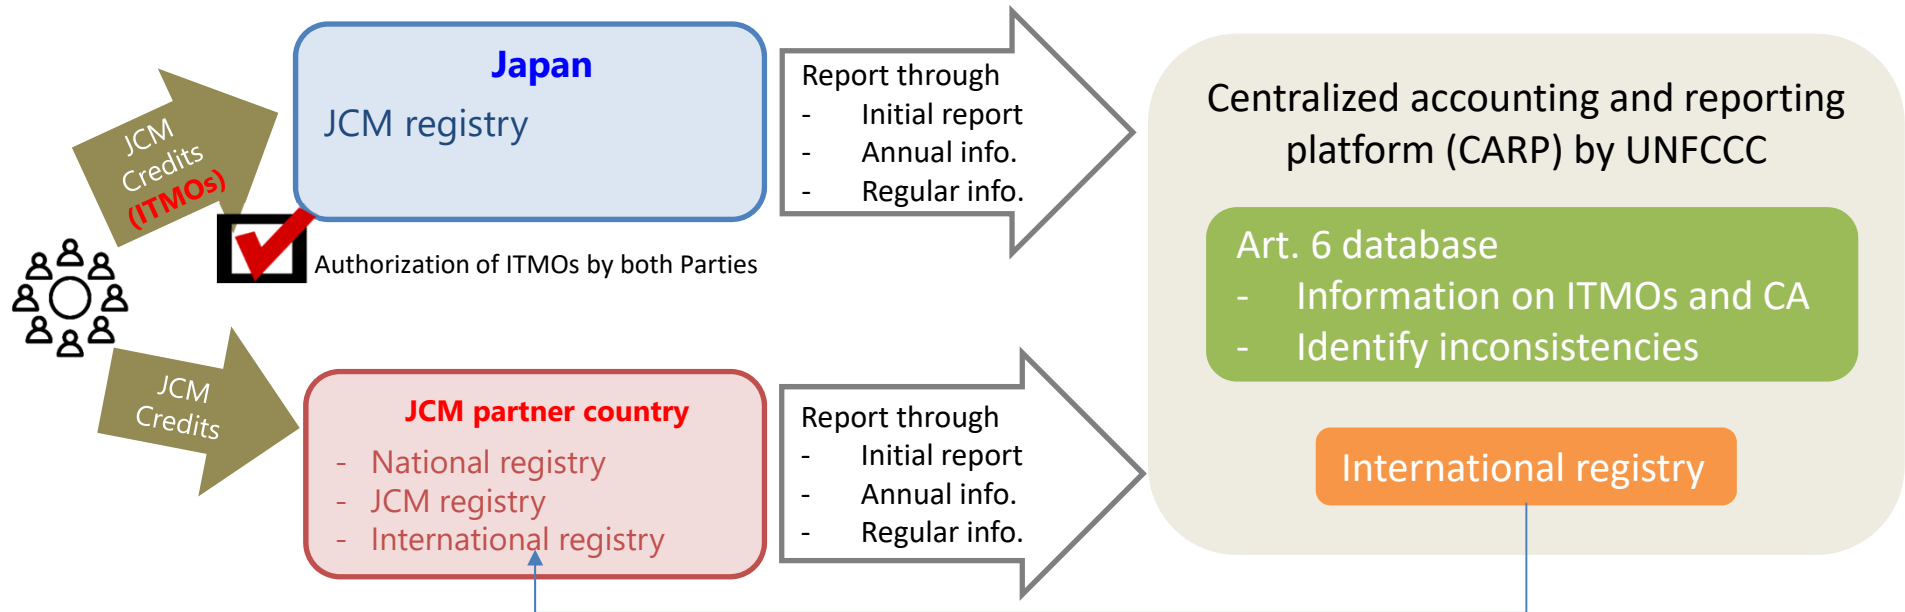 JCM
Credits
(ITMOs)
Japan
JCM registry
Authorization of ITMOs by both Parties
Report through
- Initial report
- Annual info.
- Regular info.
JCM
Credits
JCM partner country
- National registry
- JCM registry
- International registry
Report through
- Initial report
- Annual info.
- Regular info.
Centralized accounting and reporting
platform (CARP) by UNFCCC
Art. 6 database
- Information on ITMOs and CA
- Identify inconsistencies
International registry